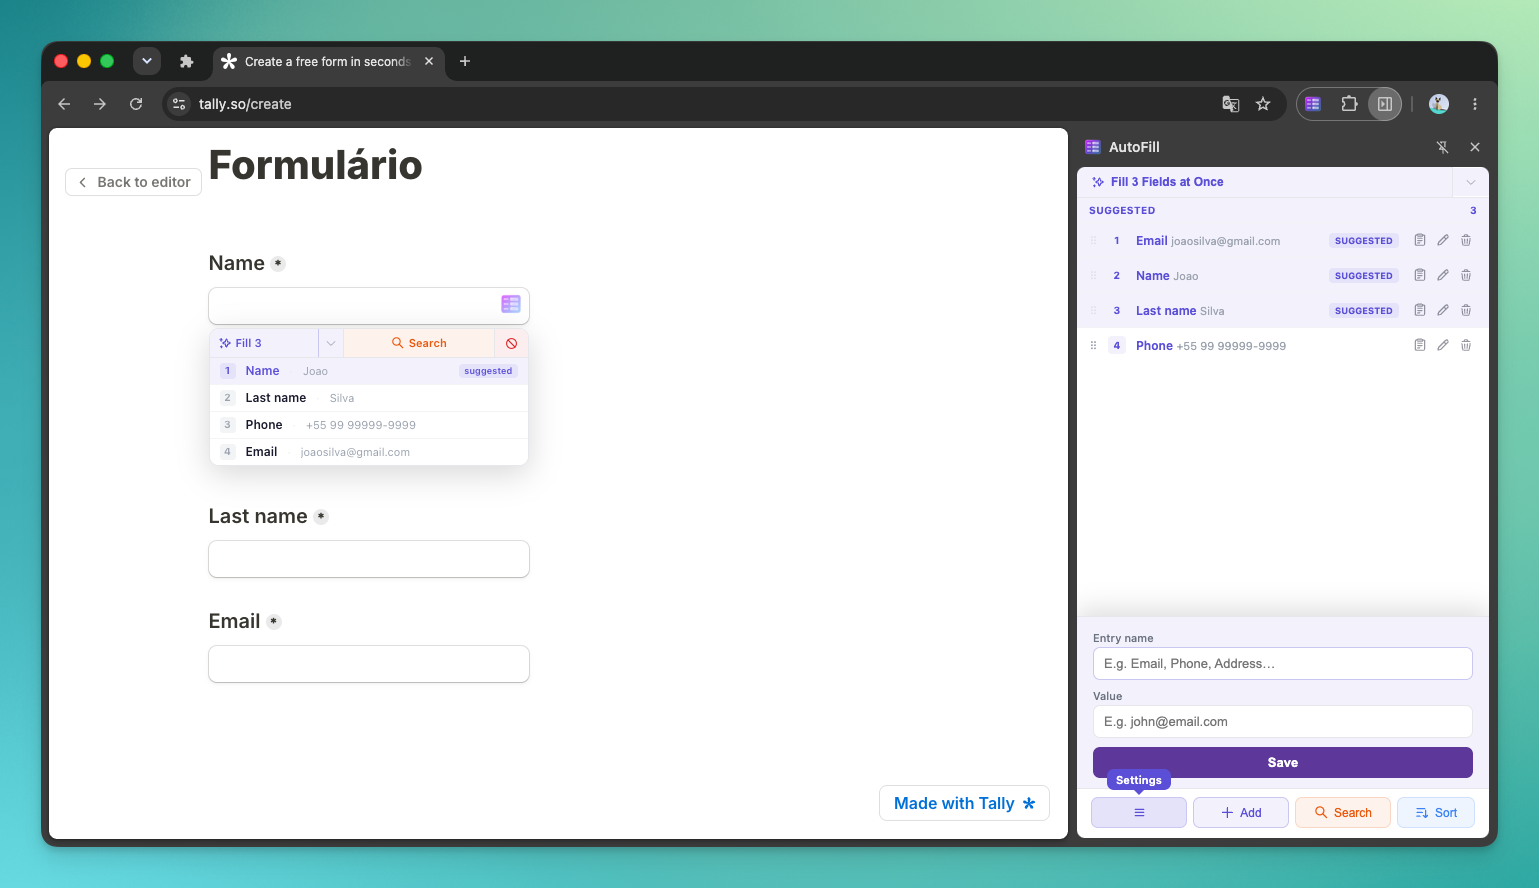 Create a free form in seconds
tally.so/create
Back to editor
Formulário
Name *
Fill 3
Search
1 Name Joao suggested
2 Last name Silva
3 Phone +55 99 99999-9999
4 Email joaosilva@gmail.com
Last name *
Email *
Made with Tally
AutoFill
Fill 3 Fields at Once
SUGGESTED 3
1 Email joaosilva@gmail.com SUGGESTED
2 Name Joao SUGGESTED
3 Last name Silva SUGGESTED
4 Phone +55 99 99999-9999
Entry name
E.g. Email, Phone, Address...
Value
E.g. john@email.com
Save
Settings
Add
Search
Sort